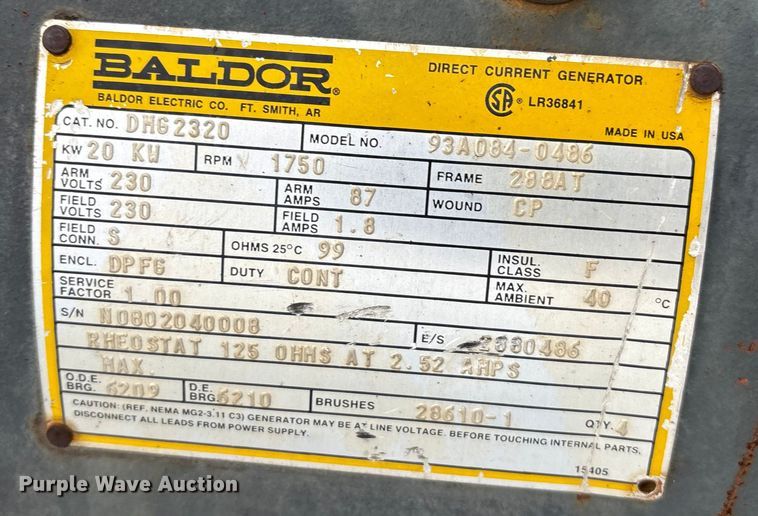 BALDOR®
BALDOR ELECTRIC CO. FT. SMITH, AR
DIRECT CURRENT GENERATOR
SA ® LR36841
MADE IN USA
CAT. NO. DHG2320 MODEL NO. 93A084-0486
KW 20 KW RPM 1750 FRAME 288AT
ARM VOLTS 230 ARM AMPS 87 WOUND CP
FIELD VOLTS 230 FIELD AMPS 1.8
FIELD CONN. S OHMS 25°C 99 INSUL. CLASS F
ENCL. DPFG DUTY CONT MAX. AMBIENT 40 °C
SERVICE FACTOR 1.00
S/N N0802040008 E/S
RHEOSTAT 125 OHMS AT 2.52 AMPS
MAX.
O.D.E. BRG. 6209 D.E. BRG. 6210 BRUSHES 28610-1 QTY. 4
CAUTION: (REF. NEMA MG2-3.11 C3) GENERATOR MAY BE AT LINE VOLTAGE. BEFORE TOUCHING INTERNAL PARTS,
DISCONNECT ALL LEADS FROM POWER SUPPLY.
15405
Purple Wave Auction